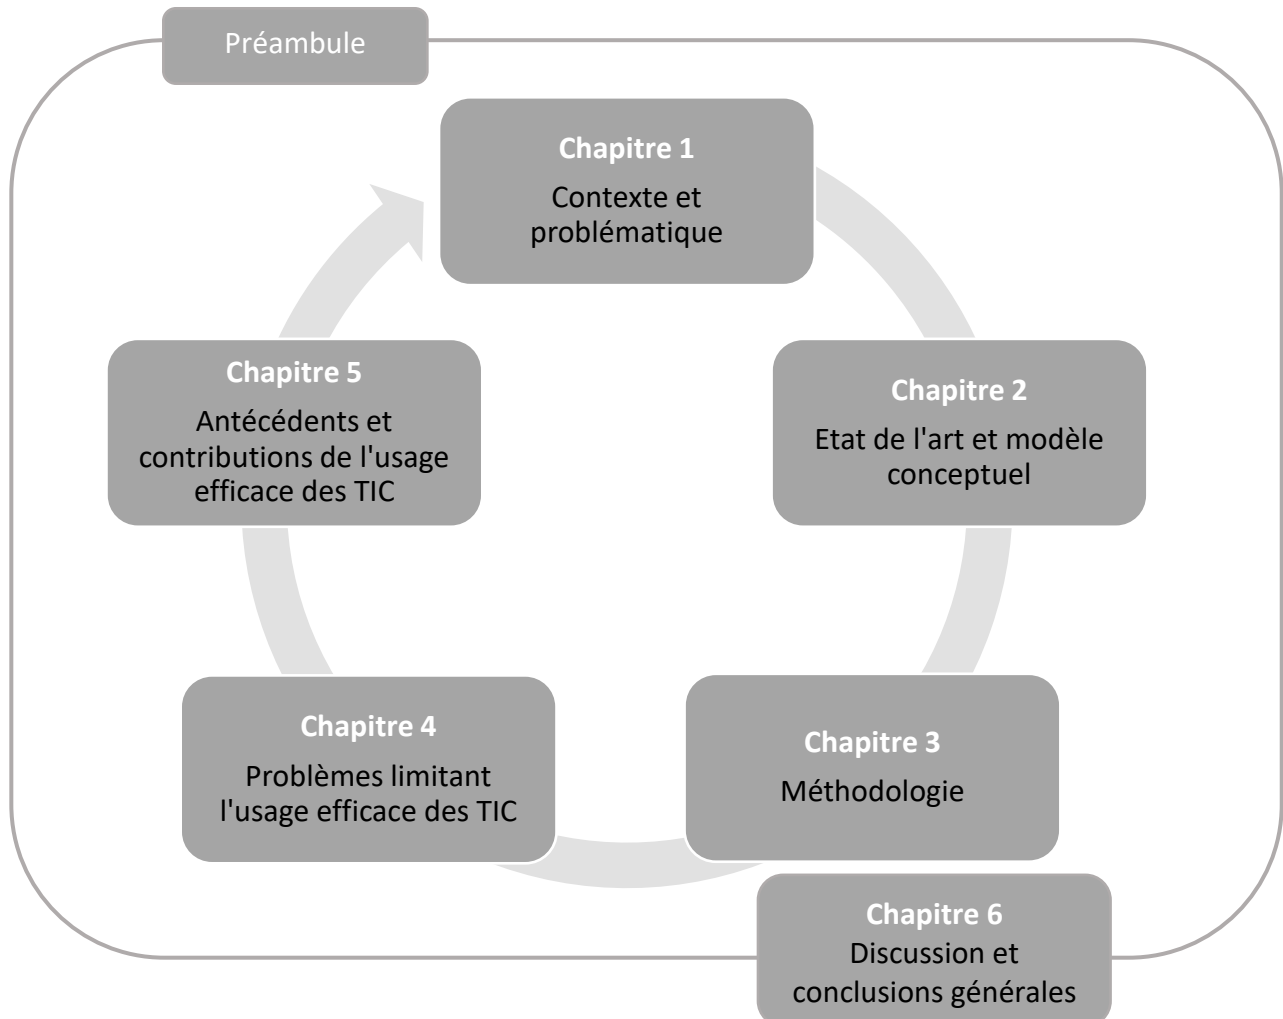 Préambule
Chapitre 1
Contexte et
problématique
Chapitre 2
Etat de l'art et modèle
conceptuel
Chapitre 3
Méthodologie
Chapitre 4
Problèmes limitant
l'usage efficace des TIC
Chapitre 5
Antécédents et
contributions de l'usage
efficace des TIC
Chapitre 6
Discussion et
conclusions générales